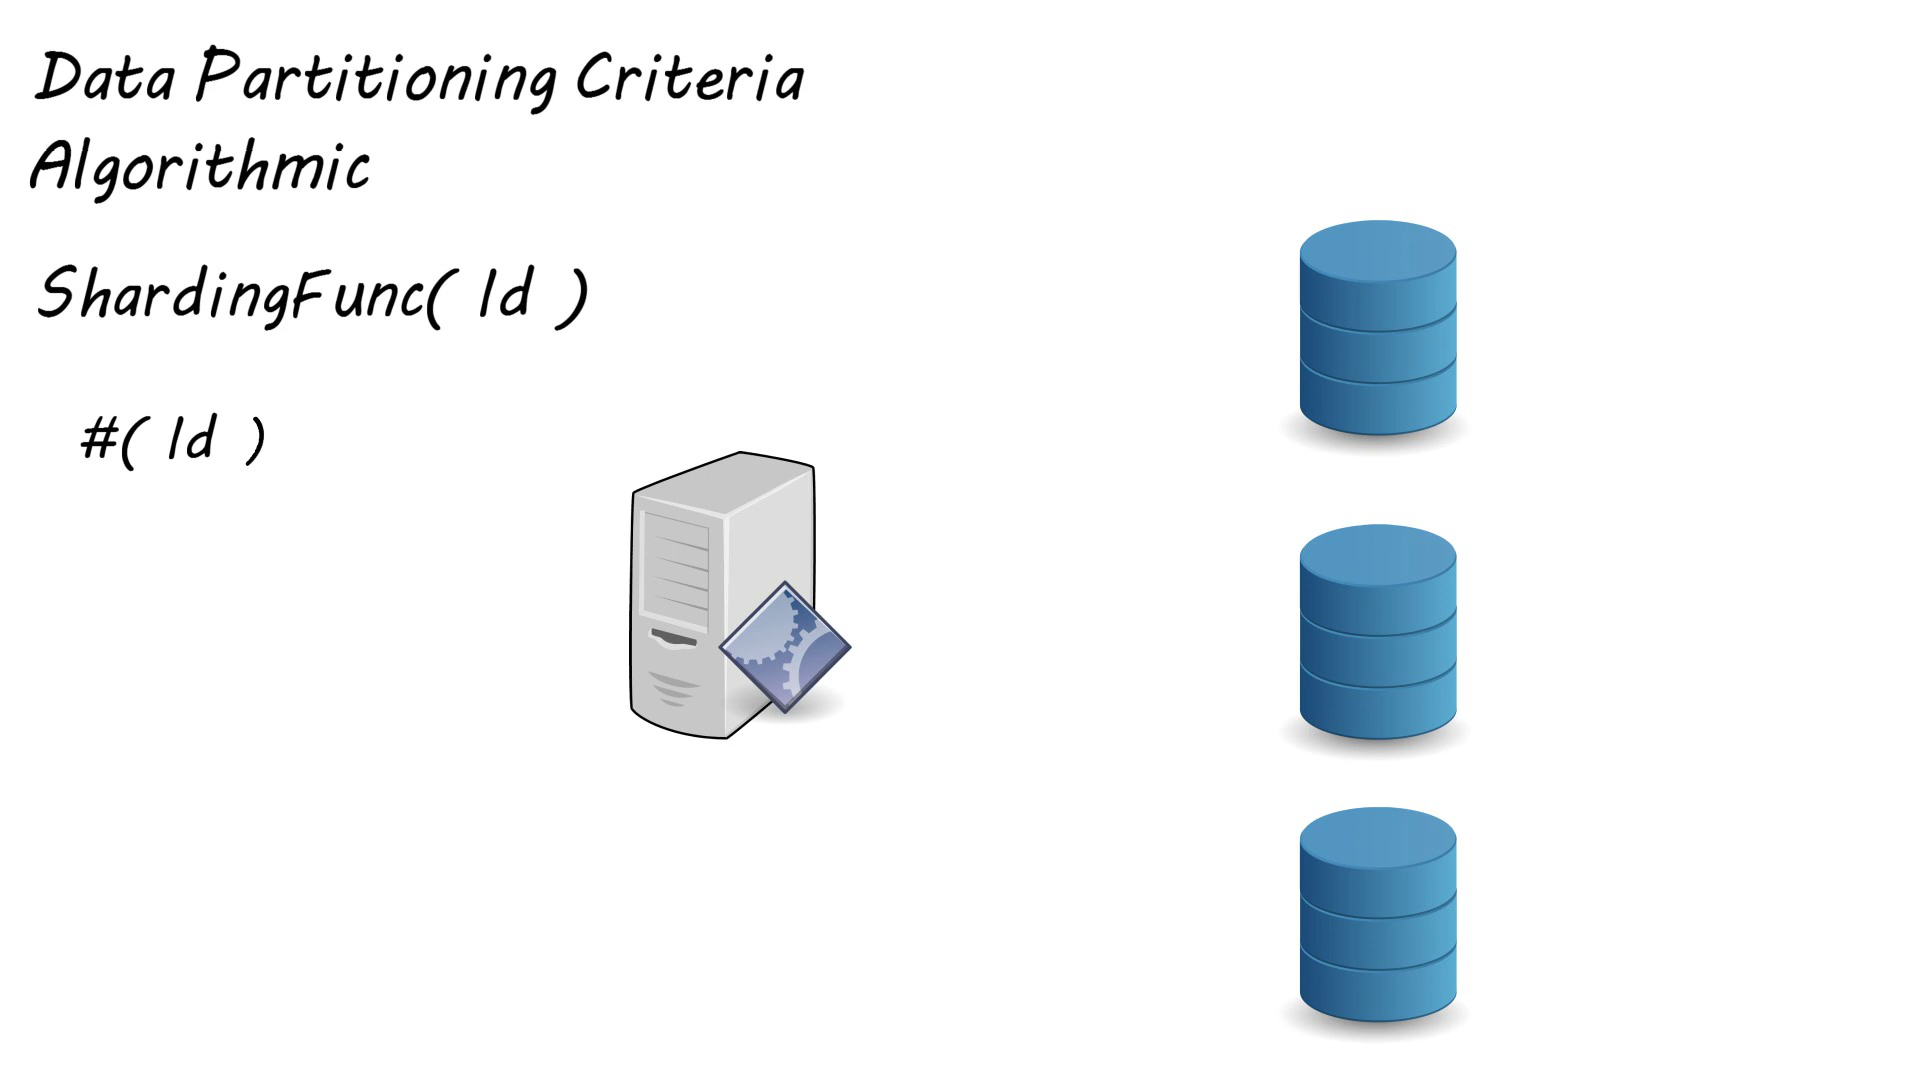 Data Partitioning Criteria
Algorithmic
ShardingFunc( Id )
#( Id )